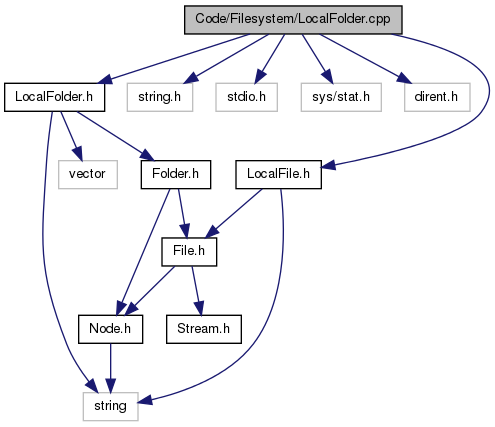 Code/Filesystem/LocalFolder.cpp
LocalFolder.h
string.h
stdio.h
sys/stat.h
dirent.h
vector
Folder.h
LocalFile.h
File.h
Node.h
Stream.h
string